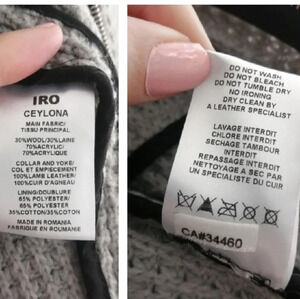 IRO
CEYLONA
MAIN FABRIC/
TISSU PRINCIPAL
30% WOOL/30%LAINE
70%ACRYLIC
70%ACRYLIQUE
COLLAR AND YOKE/
COL ET EMPIECEMENT
100%LAMB LEATHER/
100%CUIR D'AGNEAU
LINING/DOUBLURE
65% POLYESTER/
65% POLYESTER
35%COTTON/35%COTON
MADE IN ROMANIA
FABRIQUE EN ROUMANIE
DO NOT WASH
DO NOT BLEACH
DO NOT TUMBLE DRY
NO IRONING
DRY CLEAN BY
A LEATHER SPECIALIST
LAVAGE INTERDIT
CHLORE INTERDIT
SECHAGE TAMBOUR
INTERDIT
REPASSAGE INTERDIT
NETTOYAGE A SEC PAR
UN SPECIALISTE DU CUIR
CA#34460